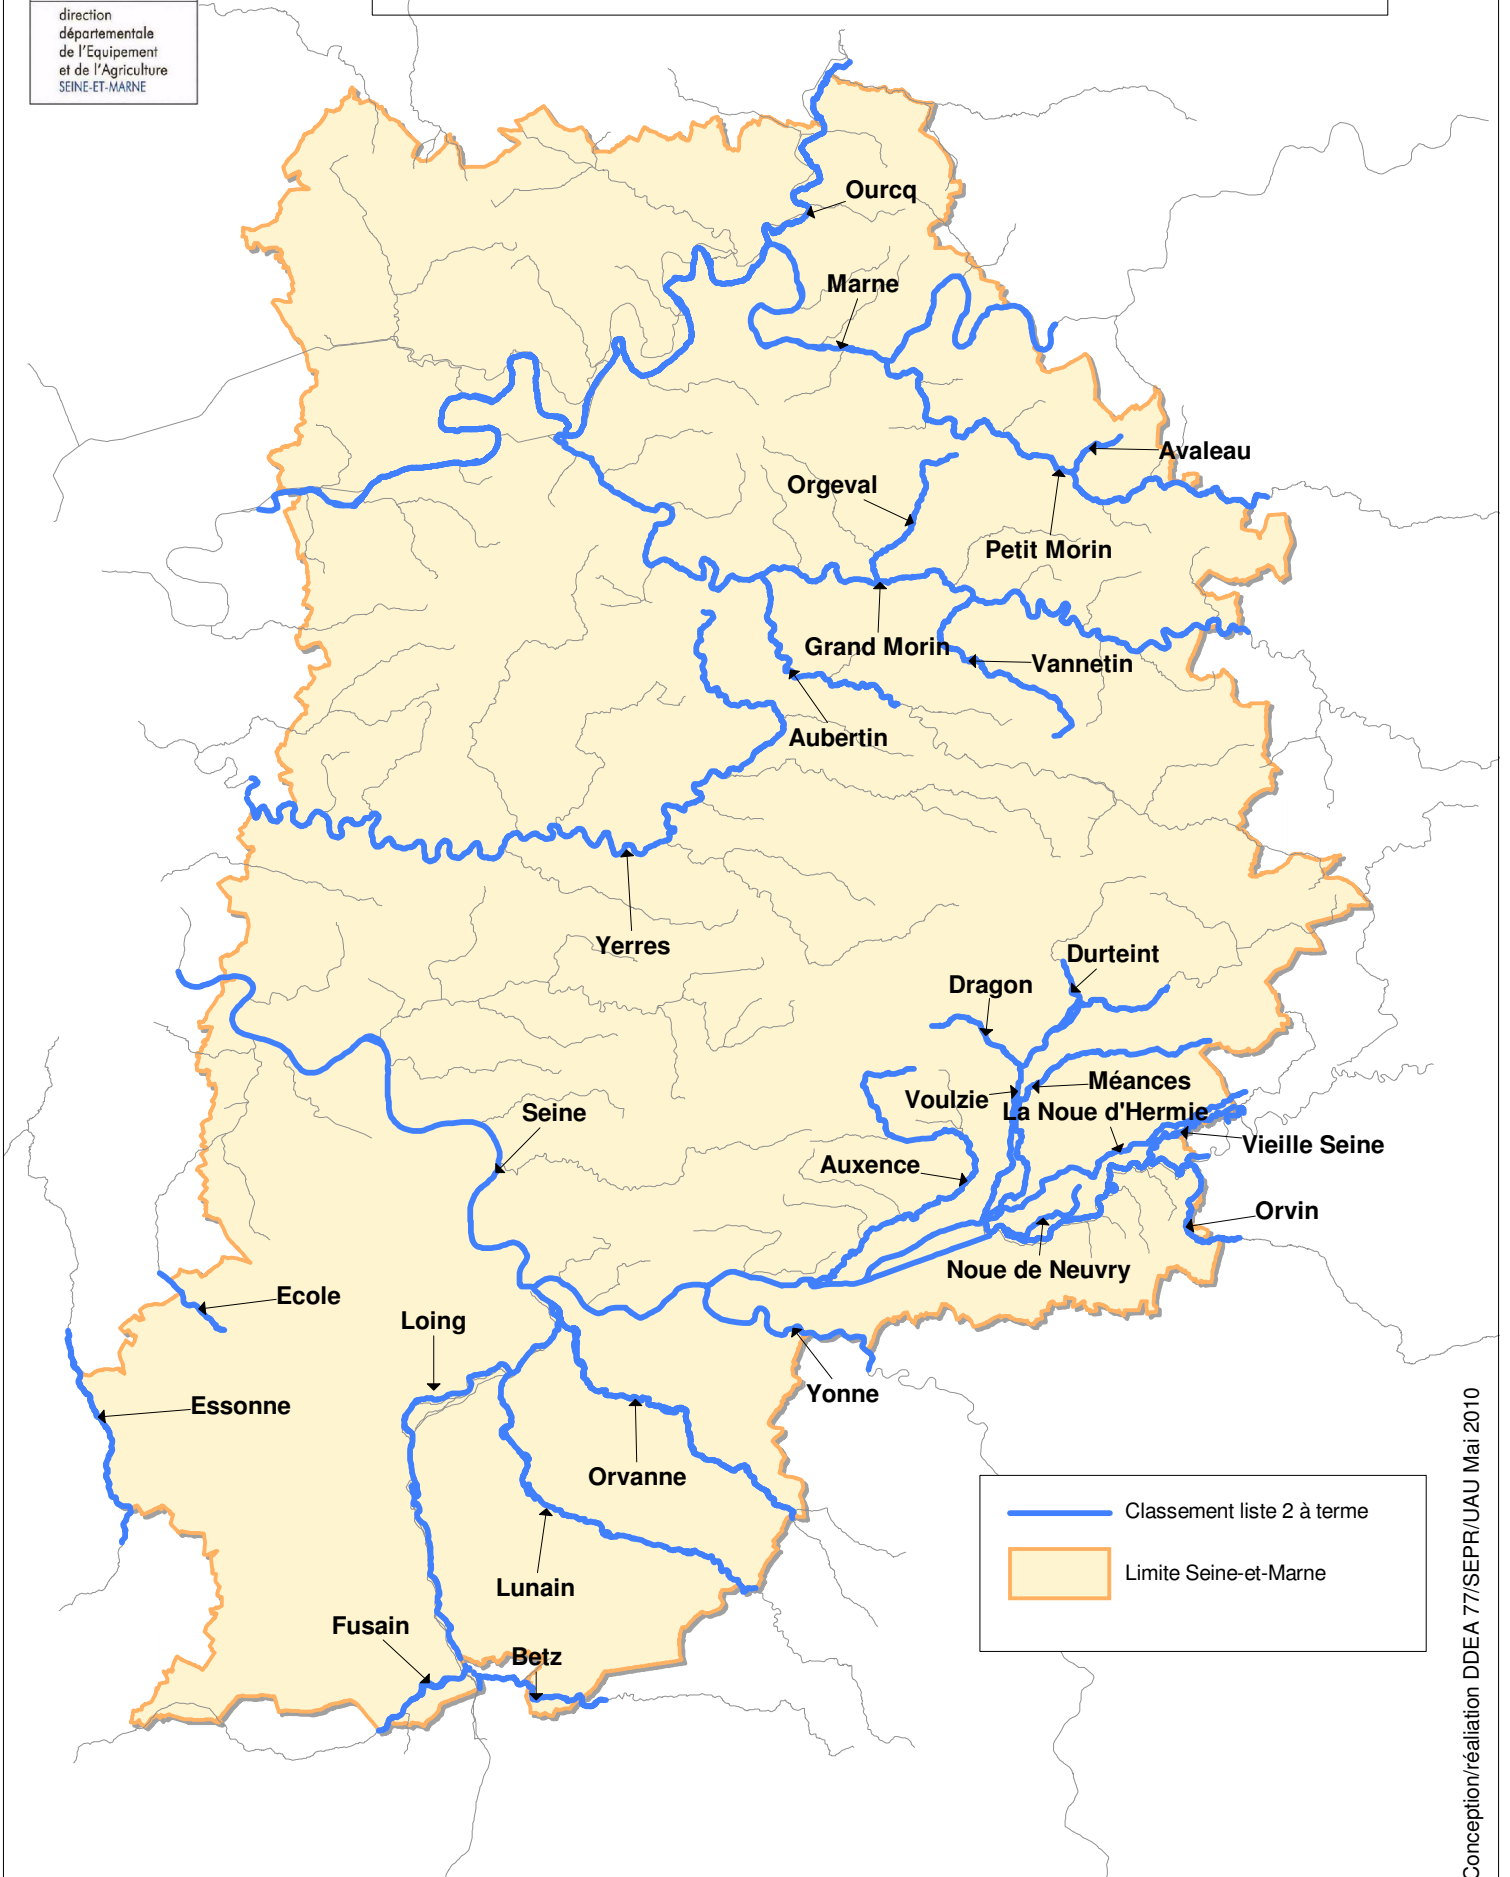 direction
départementale
de l'Equipement
et de l'Agriculture
SEINE-ET-MARNE
Ourcq
Marne
Avaleau
Orgeval
Petit Morin
Grand Morin
Vannetin
Aubertin
Yerres
Durteint
Dragon
Méances
Voulzie
La Noue d'Hermie
Seine
Vieille Seine
Auxence
Orvin
Noue de Neuvry
Ecole
Loing
Yonne
Essonne
Orvanne
Lunain
Fusain
Betz
Classement liste 2 à terme
Limite Seine-et-Marne
Conception/réaliation DDEA 77/SEPR/UAU Mai 2010